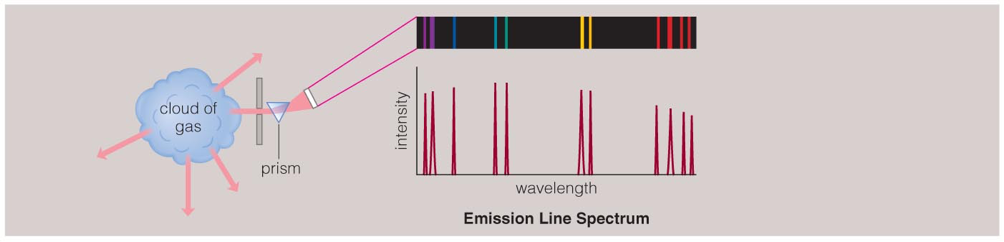 cloud of
gas
prism
intensity
wavelength
Emission Line Spectrum